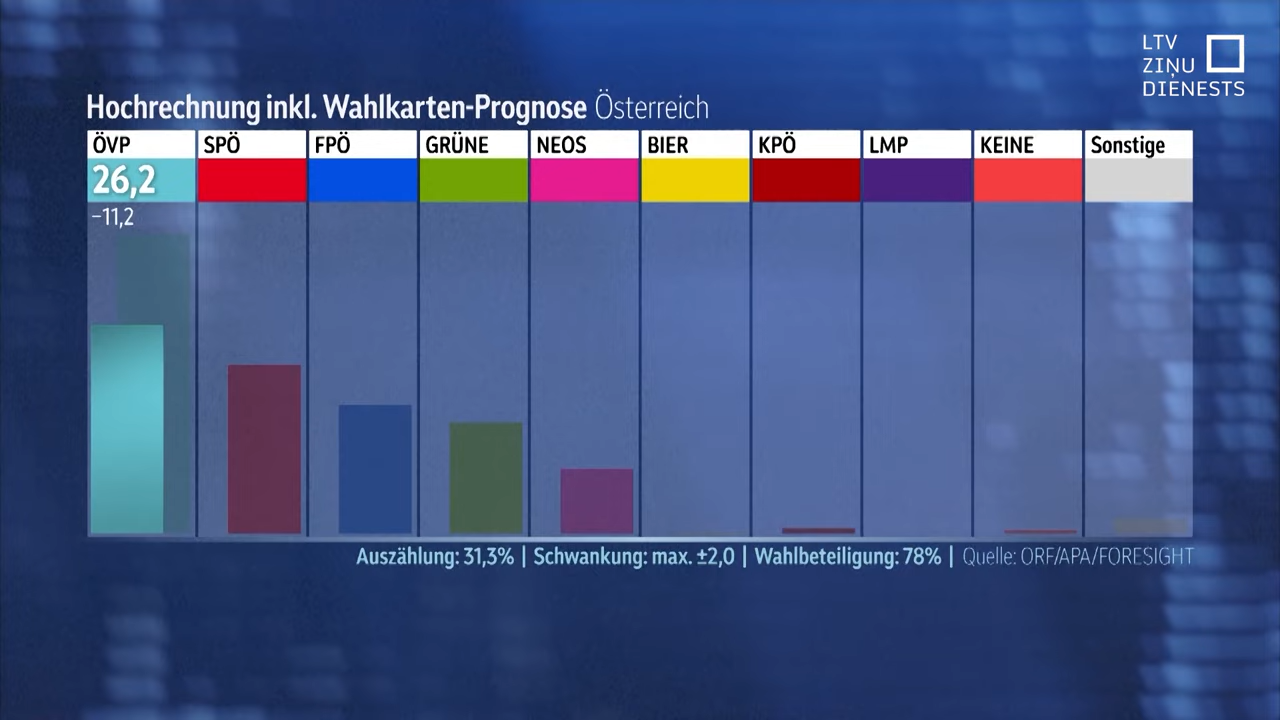 LTV
ZIŅU
DIENESTS
Hochrechnung inkl. Wahlkarten-Prognose Österreich
ÖVP SPÖ FPÖ GRÜNE NEOS BIER KPÖ LMP KEINE Sonstige
26,2
−11,2
Auszählung: 31,3% | Schwankung: max. ±2,0 | Wahlbeteiligung: 78% | Quelle: ORF/APA/FORESIGHT